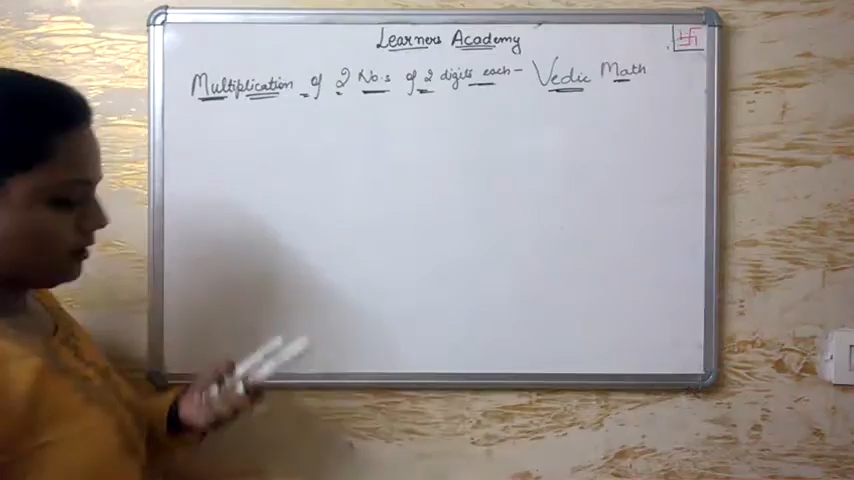 Learners Academy
Multiplication of 2 No.s of 2 digits each - Vedic Math